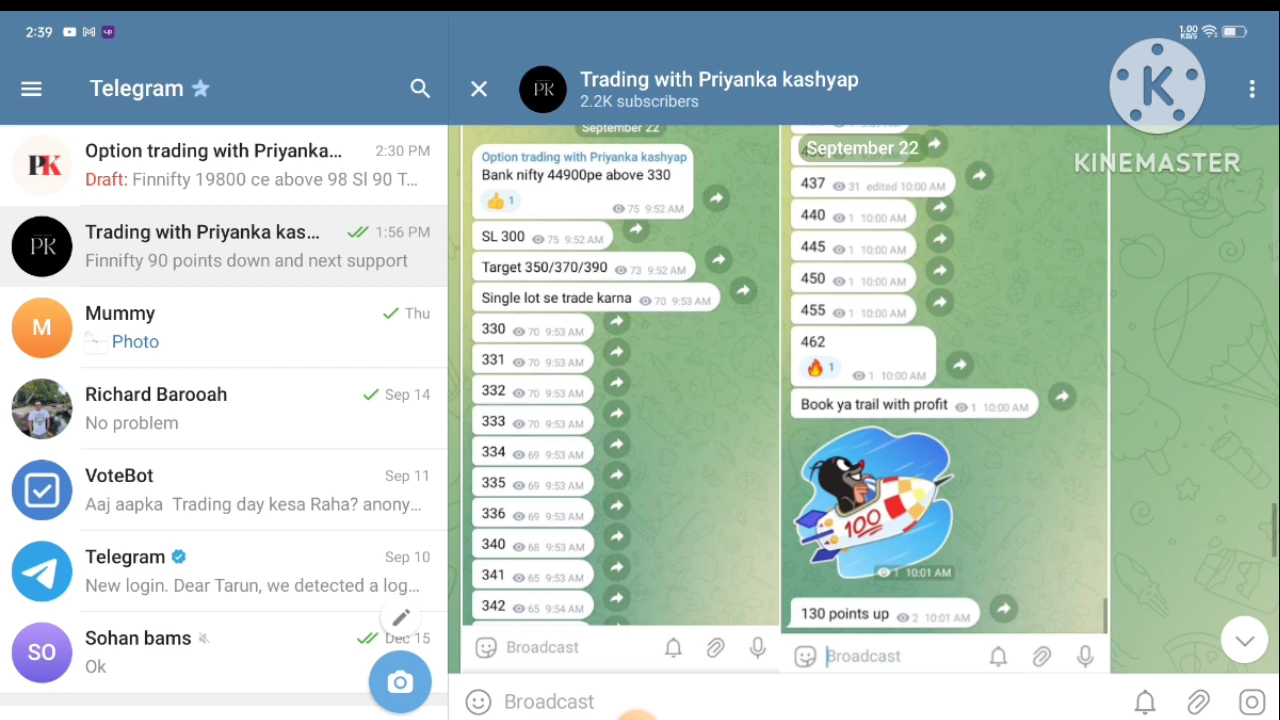 2:39
up
1.00
KB/S
Telegram
PK
Trading with Priyanka kashyap
2.2K subscribers
K
KINEMASTER
PK
Option trading with Priyanka...
2:30 PM
Draft: Finnifty 19800 ce above 98 Sl 90 T...
PK
Trading with Priyanka kas...
1:56 PM
Finnifty 90 points down and next support
M
Mummy
Thu
Photo
Richard Barooah
Sep 14
No problem
VoteBot
Sep 11
Aaj aapka Trading day kesa Raha? anony...
Telegram
Sep 10
New login. Dear Tarun, we detected a log...
SO
Sohan bams
Dec 15
Ok
September 22
Option trading with Priyanka kashyap
Bank nifty 44900pe above 330
1
75 9:52 AM
SL 300 75 9:52 AM
Target 350/370/390 73 9:52 AM
Single lot se trade karna 70 9:53 AM
330 70 9:53 AM
331 70 9:53 AM
332 70 9:53 AM
333 70 9:53 AM
334 69 9:53 AM
335 69 9:53 AM
336 69 9:53 AM
340 68 9:53 AM
341 65 9:53 AM
342 65 9:54 AM
Broadcast
September 22
437 31 edited 10:00 AM
440 1 10:00 AM
445 1 10:00 AM
450 1 10:00 AM
455 1 10:00 AM
462
1
1 10:00 AM
Book ya trail with profit 1 10:00 AM
100
1 10:01 AM
130 points up 2 10:01 AM
Broadcast
Broadcast